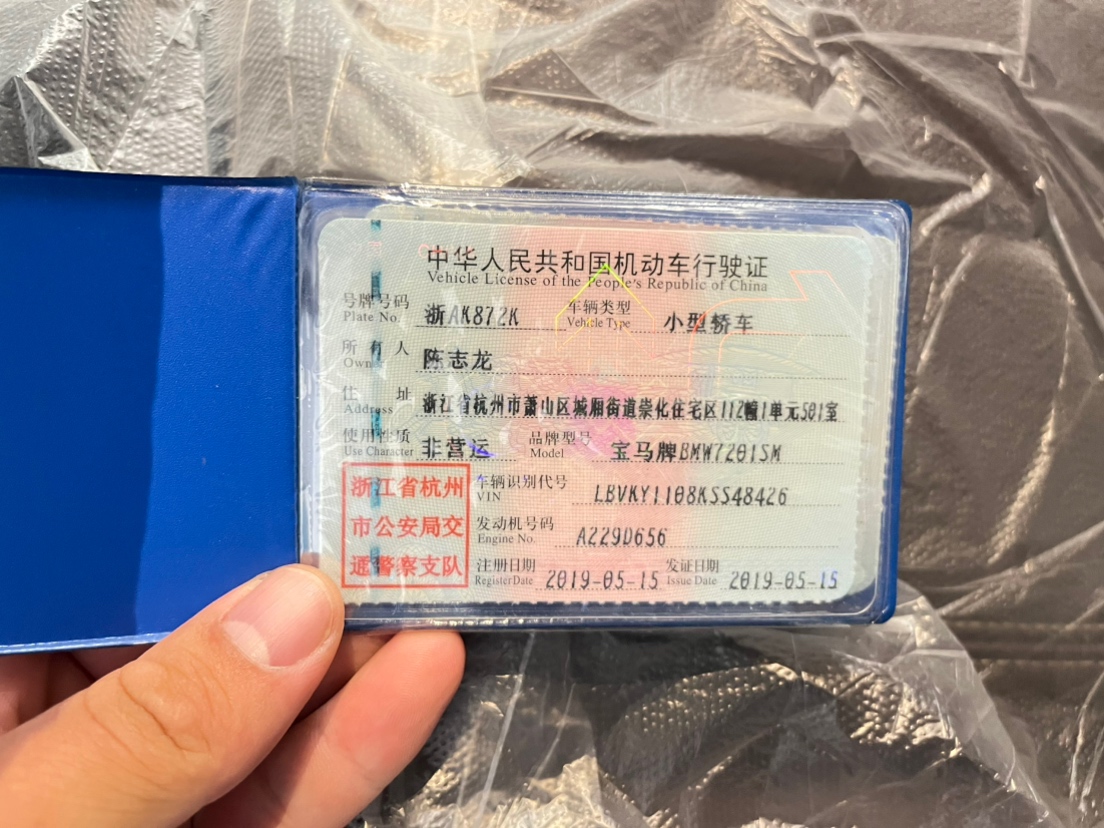 中华人民共和国机动车行驶证
Vehicle License of the People's Republic of China
号牌号码 浙AK872K 车辆类型 小型轿车
Plate No. Vehicle Type
所有人 陈志龙
Owner
住址 浙江省杭州市萧山区城厢街道崇化住宅区112幢1单元501室
Address
使用性质 非营运 品牌型号 宝马牌BMW7201SM
Use Character Model
浙江省杭州 车辆识别代号 LBVKY1108KSS48426
VIN
市公安局交 发动机号码 A229D656
Engine No.
通警察支队 注册日期 2019-05-15 发证日期 2019-05-15
Register Date Issue Date